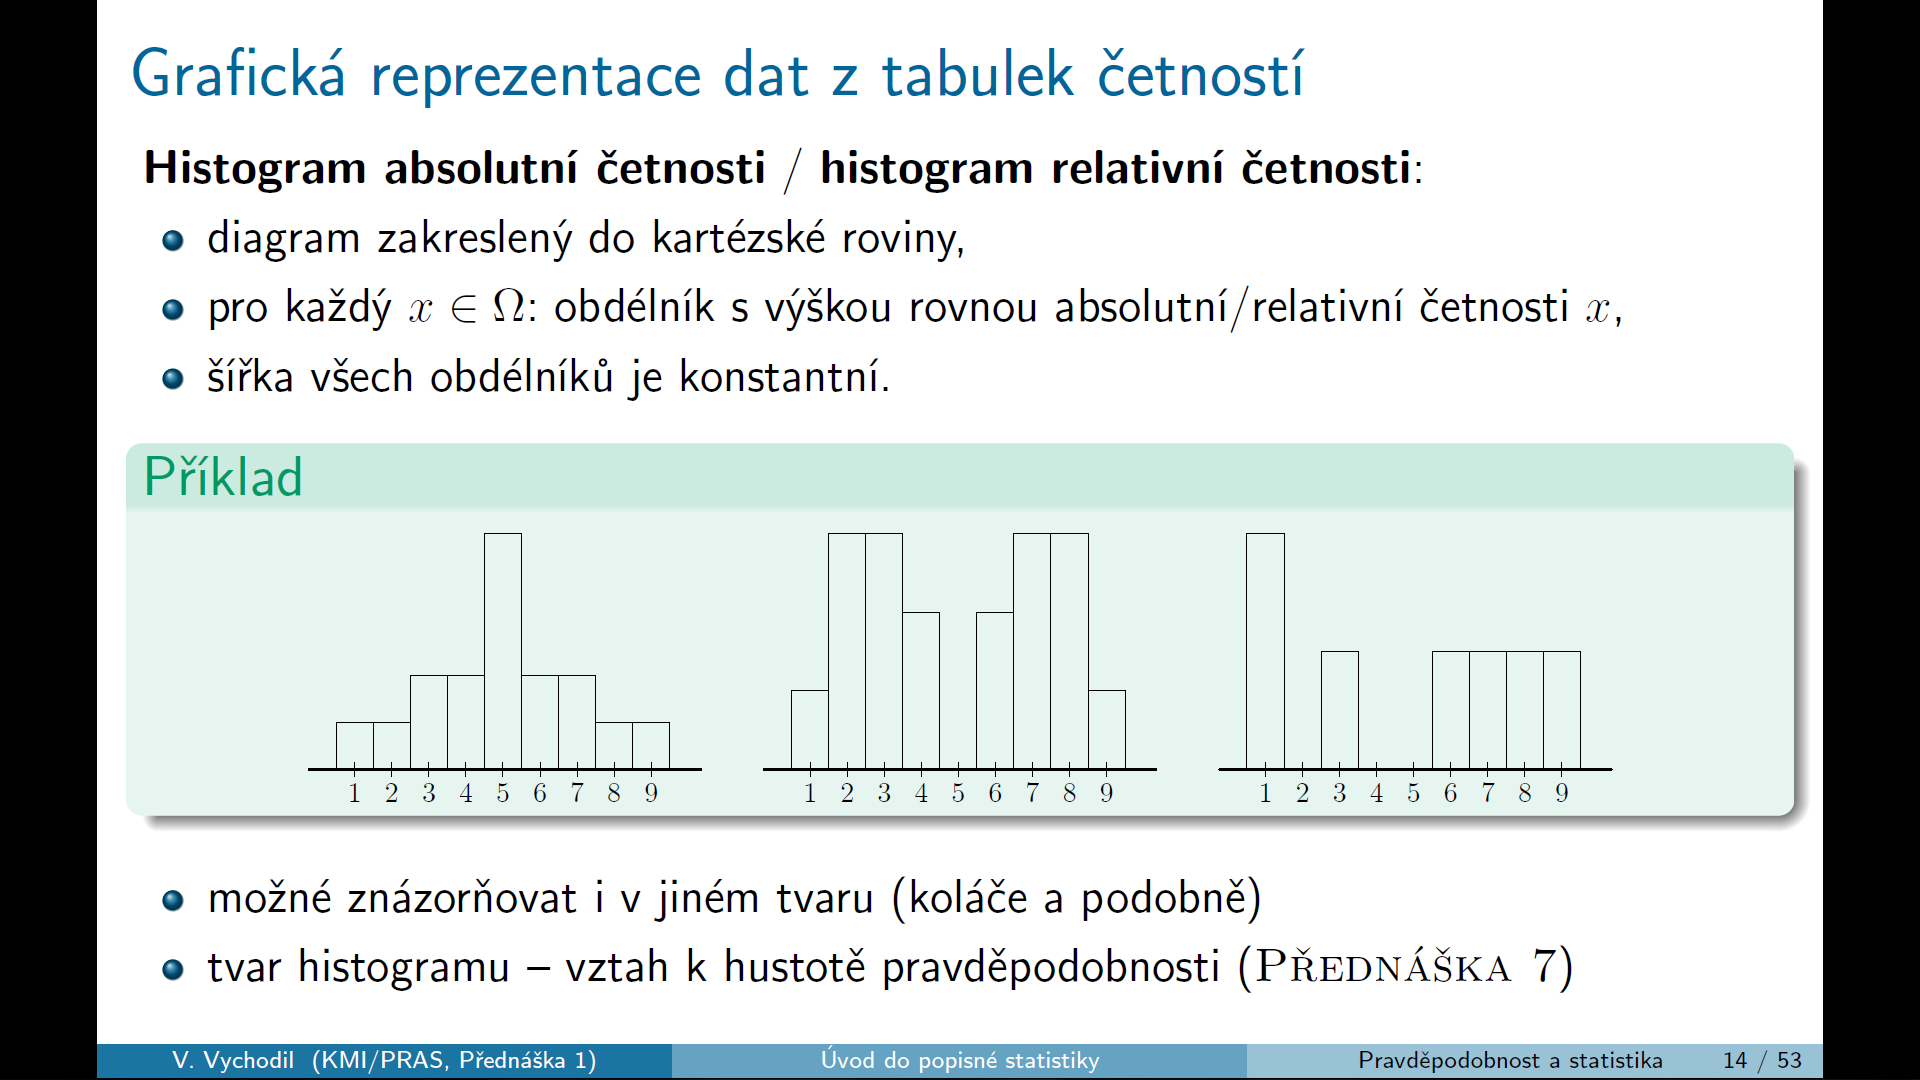 Grafická reprezentace dat z tabulek četností
Histogram absolutní četnosti / histogram relativní četnosti:
diagram zakreslený do kartézské roviny,
pro každý x ∈ Ω: obdélník s výškou rovnou absolutní/relativní četnosti x,
šířka všech obdélníků je konstantní.
Příklad
1 2 3 4 5 6 7 8 9
1 2 3 4 5 6 7 8 9
1 2 3 4 5 6 7 8 9
možné znázorňovat i v jiném tvaru (koláče a podobně)
tvar histogramu – vztah k hustotě pravděpodobnosti (PŘEDNÁŠKA 7)
V. Vychodil (KMI/PRAS, Přednáška 1)
Úvod do popisné statistiky
Pravděpodobnost a statistika 14 / 53